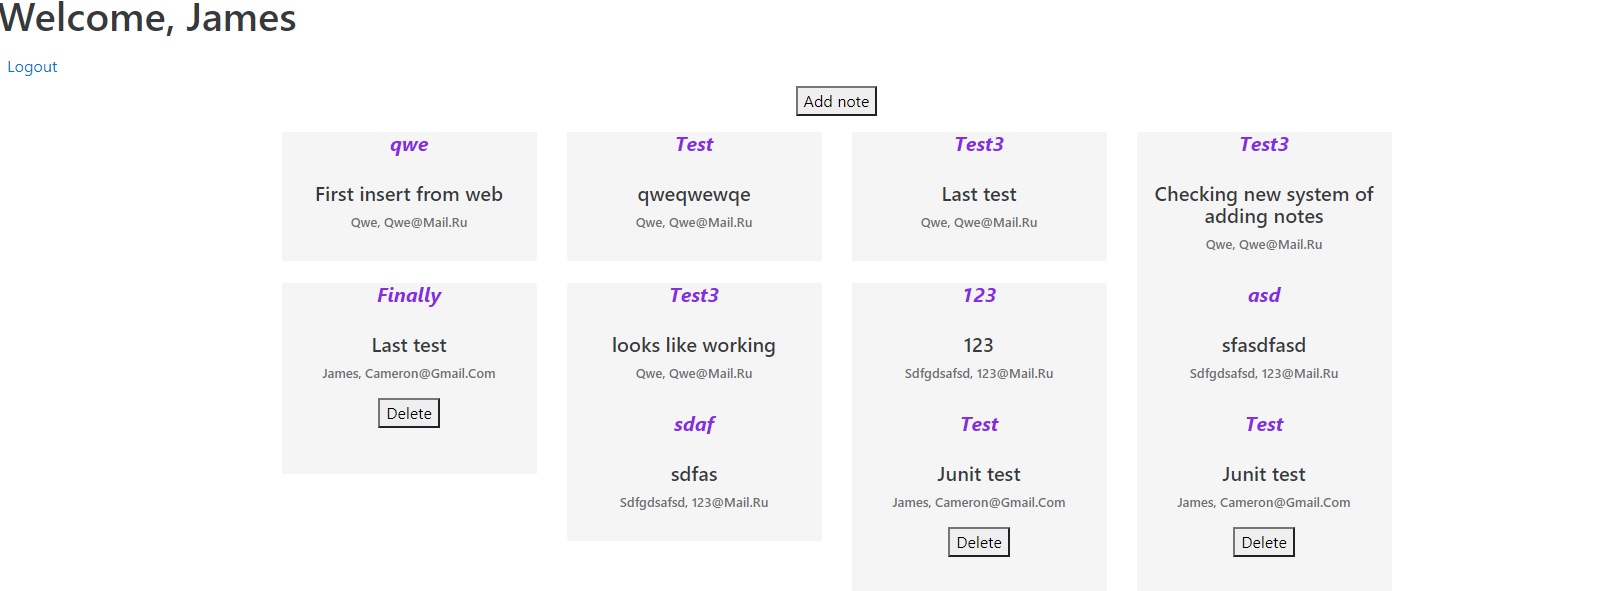 Welcome, James
Logout
Add note
qwe
First insert from web
Qwe, Qwe@Mail.Ru
Test
qweqwewqe
Qwe, Qwe@Mail.Ru
Test3
Last test
Qwe, Qwe@Mail.Ru
Test3
Checking new system of
adding notes
Qwe, Qwe@Mail.Ru
Finally
Last test
James, Cameron@Gmail.Com
Delete
Test3
looks like working
Qwe, Qwe@Mail.Ru
123
123
Sdfgdsafsd, 123@Mail.Ru
asd
sfasdfasd
Sdfgdsafsd, 123@Mail.Ru
sdaf
sdfas
Sdfgdsafsd, 123@Mail.Ru
Test
Junit test
James, Cameron@Gmail.Com
Delete
Test
Junit test
James, Cameron@Gmail.Com
Delete